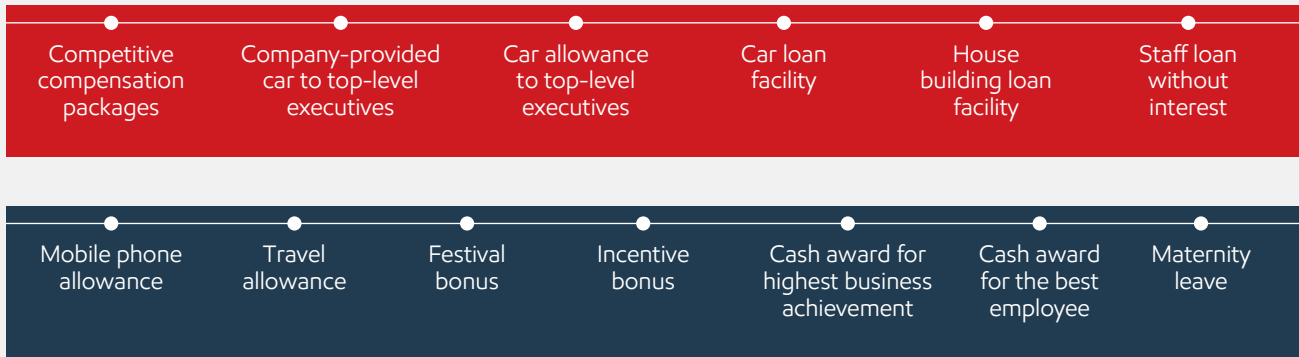 Competitive
compensation
packages
Company-provided
car to top-level
executives
Car allowance
to top-level
executives
Car loan
facility
House
building loan
facility
Staff loan
without
interest
Mobile phone
allowance
Travel
allowance
Festival
bonus
Incentive
bonus
Cash award for
highest business
achievement
Cash award
for the best
employee
Maternity
leave